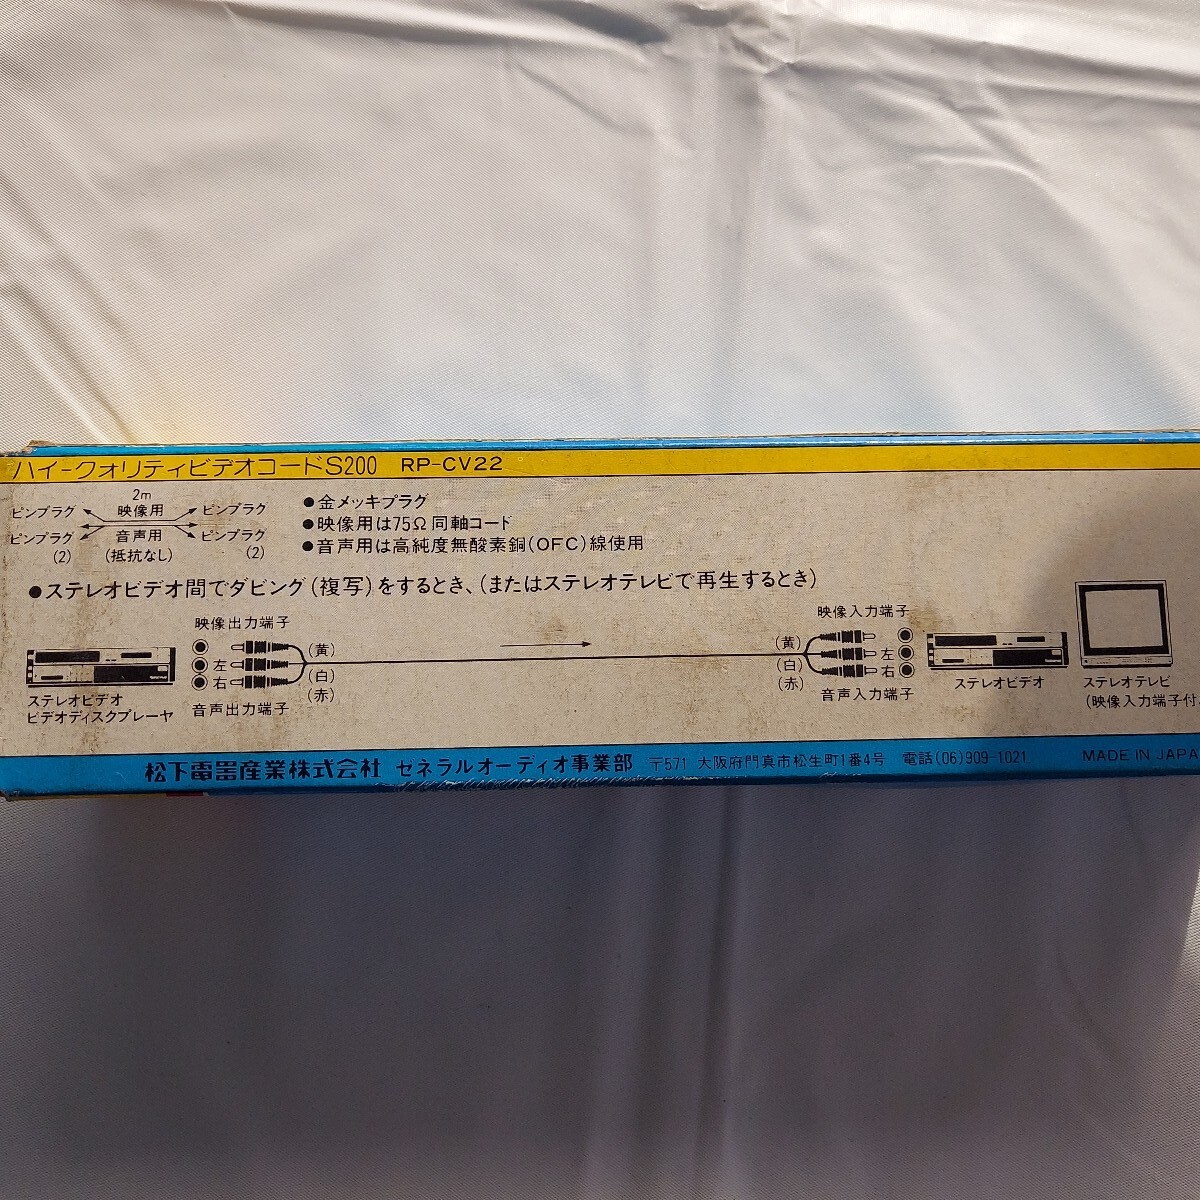 ハイ-クォリティビデオコードS200 RP-CV22
2m
ピンプラグ 映像用 ピンプラグ
ピンプラグ 音声用 ピンプラグ
(2) (抵抗なし) (2)
●金メッキプラグ
●映像用は75Ω同軸コード
●音声用は高純度無酸素銅(OFC)線使用
●ステレオビデオ間でダビング(複写)をするとき、(またはステレオテレビで再生するとき)
映像出力端子
左
右
音声出力端子
(黄)
(白)
(赤)
ステレオビデオ
ビデオディスクプレーヤ
(黄)
(白)
(赤)
映像入力端子
左
右
音声入力端子
ステレオビデオ
ステレオテレビ
(映像入力端子付
松下電器産業株式会社 ゼネラルオーディオ事業部 〒571 大阪府門真市松生町1番4号 電話(06)909-1021 MADE IN JAPA